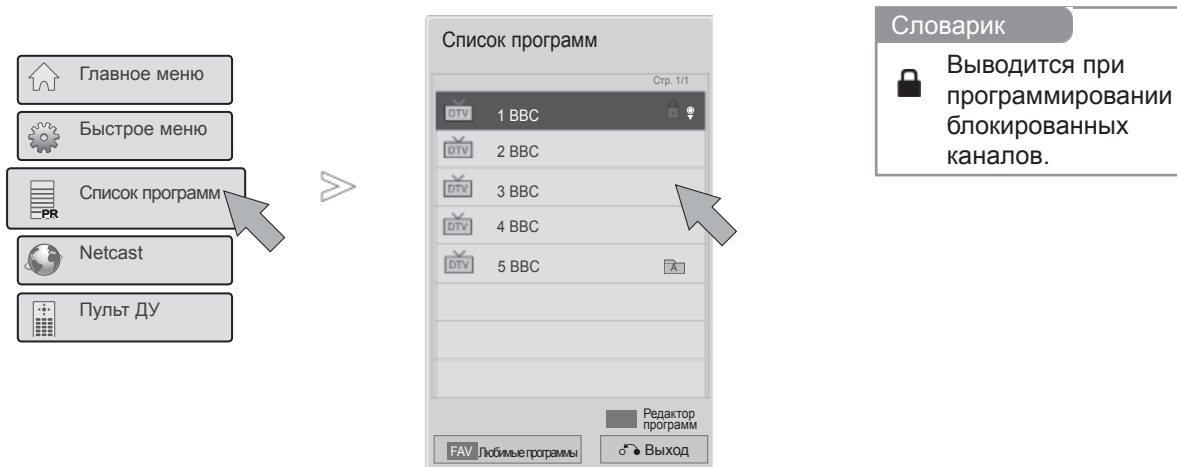 Главное меню
Быстрое меню
Список программ
PR
Netcast
Пульт ДУ
Список программ
Стр. 1/1
DTV 1 BBC
DTV 2 BBC
DTV 3 BBC
DTV 4 BBC
DTV 5 BBC A
Редактор
программ
FAV Любимые программы
Выход
Словарик
Выводится при
программировании
блокированных
каналов.